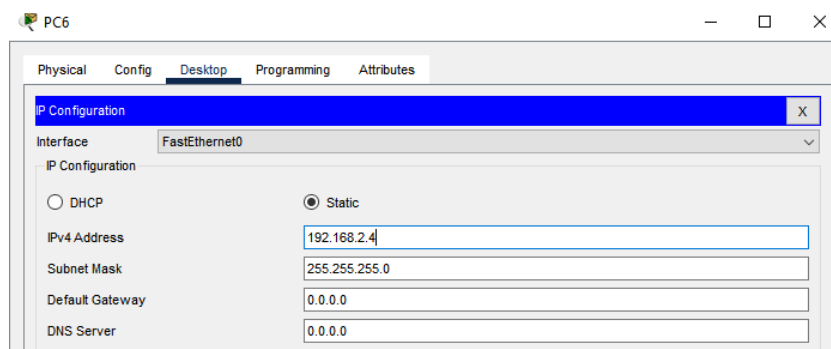 PC6
Physical Config Desktop Programming Attributes
IP Configuration X
Interface FastEthernet0
IP Configuration
DHCP Static
IPv4 Address 192.168.2.4
Subnet Mask 255.255.255.0
Default Gateway 0.0.0.0
DNS Server 0.0.0.0